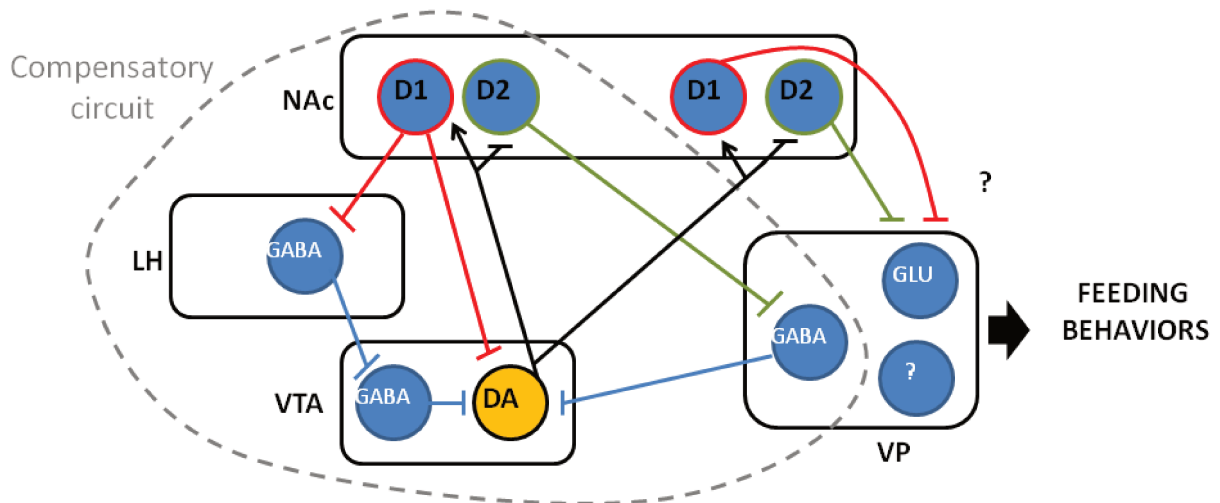 Compensatory
circuit
NAc
D1
D2
D1
D2
?
LH
GABA
GLU
FEEDING
BEHAVIORS
GABA
?
VTA
GABA
DA
VP